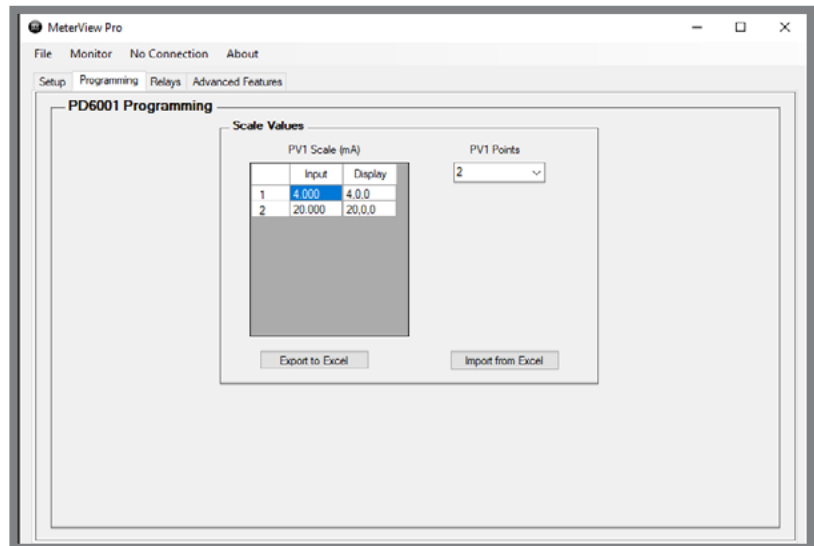 MeterView Pro
File Monitor No Connection About
Setup Programming Relays Advanced Features
PD6001 Programming
Scale Values
PV1 Scale (mA) PV1 Points
Input Display 2
1 4.000 4,0,0
2 20.000 20,0,0
Export to Excel Import from Excel